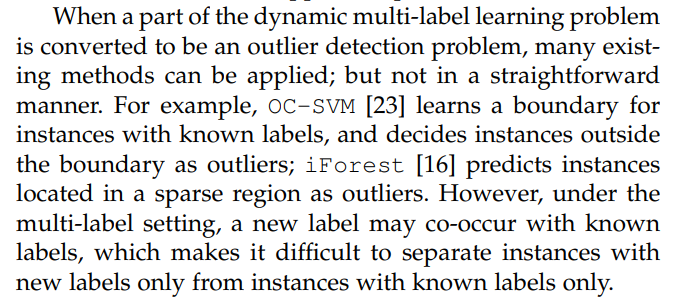 When a part of the dynamic multi-label learning problem
is converted to be an outlier detection problem, many exist-
ing methods can be applied; but not in a straightforward
manner. For example, OC-SVM [23] learns a boundary for
instances with known labels, and decides instances outside
the boundary as outliers; iForest [16] predicts instances
located in a sparse region as outliers. However, under the
multi-label setting, a new label may co-occur with known
labels, which makes it difficult to separate instances with
new labels only from instances with known labels only.